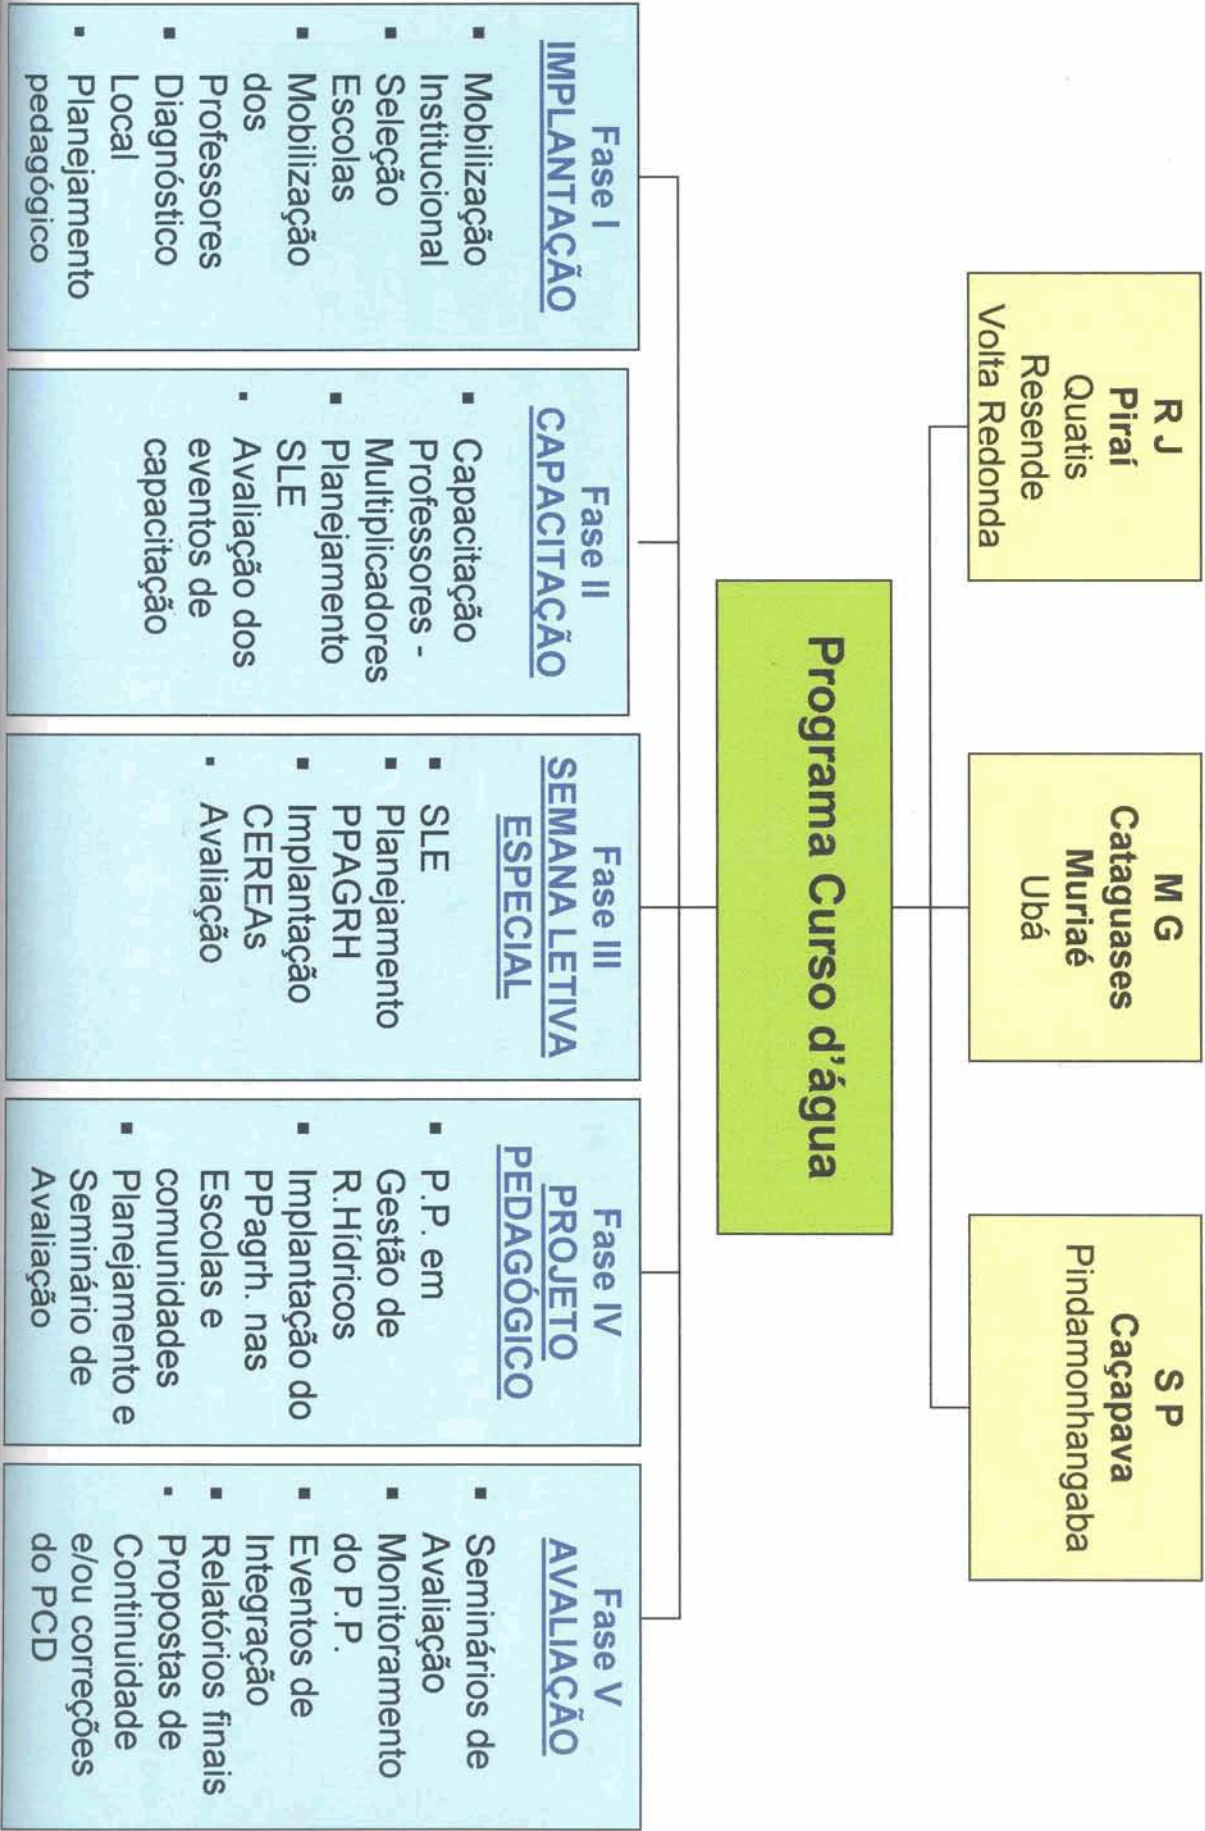 R J
Piraí
Quatis
Resende
Volta Redonda
M G
Cataguases
Muriaé
Ubá
S P
Caçapava
Pindamonhangaba
Programa Curso d'água
Fase I
IMPLANTAÇÃO
▪ Mobilização
Institucional
▪ Seleção
Escolas
▪ Mobilização
dos
Professores
▪ Diagnóstico
Local
▪ Planejamento
pedagógico
Fase II
CAPACITAÇÃO
▪ Capacitação
Professores -
Multiplicadores
▪ Planejamento
SLE
▪ Avaliação dos
eventos de
capacitação
Fase III
SEMANA LETIVA
ESPECIAL
▪ SLE
▪ Planejamento
PPAGRH
▪ Implantação
CEREAs
▪ Avaliação
Fase IV
PROJETO
PEDAGÓGICO
▪ P.P. em
Gestão de
R.Hídricos
▪ Implantação do
PPagrh. nas
Escolas e
comunidades
▪ Planejamento e
Seminário de
Avaliação
Fase V
AVALIAÇÃO
▪ Seminários de
Avaliação
▪ Monitoramento
do P.P.
▪ Eventos de
Integração
▪ Relatórios finais
▪ Propostas de
Continuidade
e/ou correções
do PCD